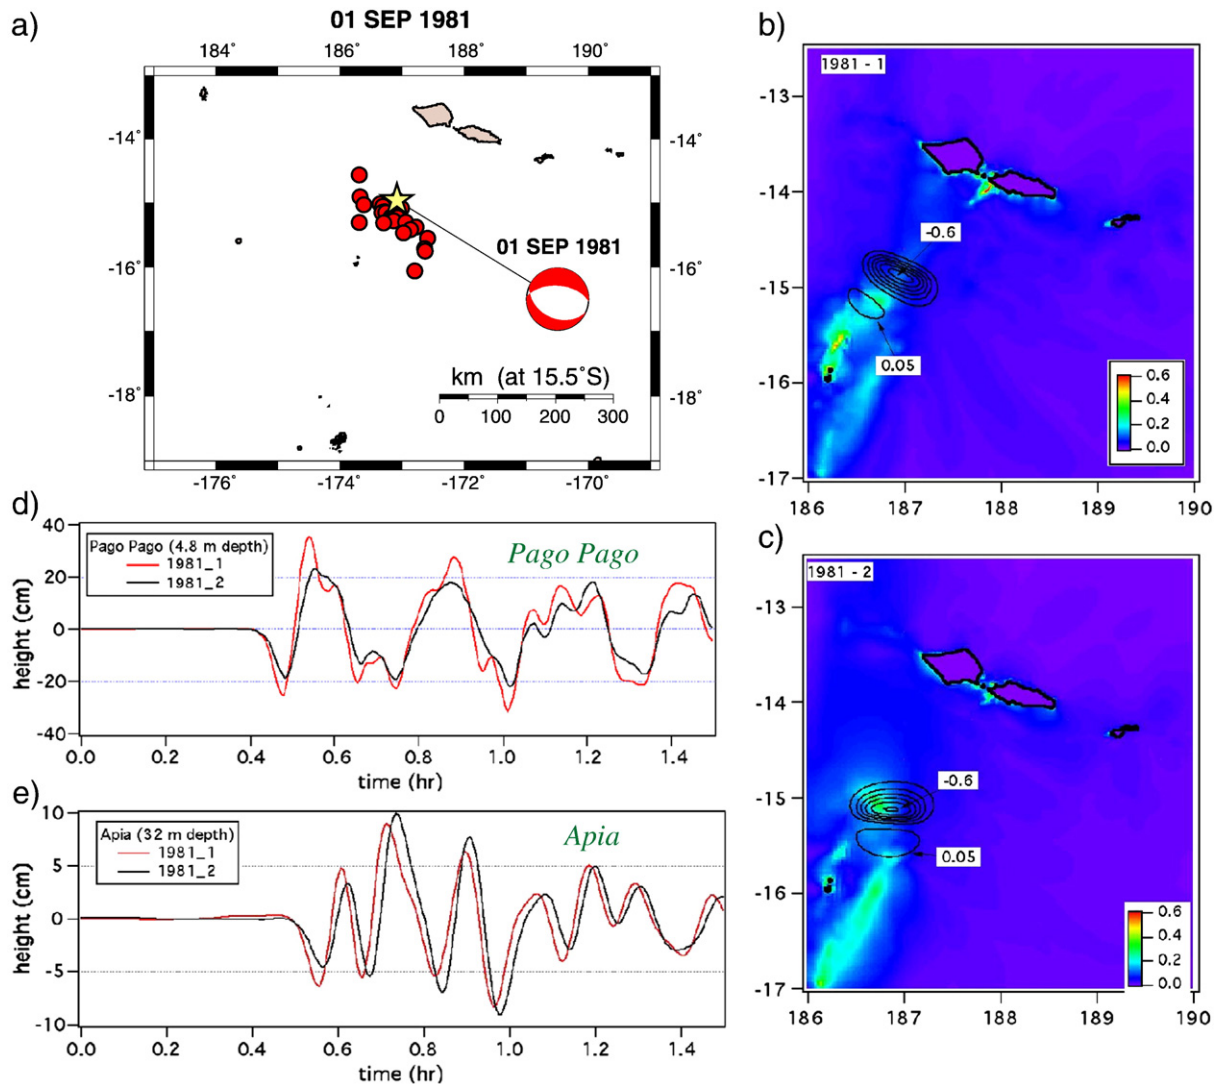 a)
01 SEP 1981
184˚ 186˚ 188˚ 190˚
-14˚ -14˚
-16˚ -16˚
-18˚ -18˚
01 SEP 1981
km (at 15.5˚S)
0 100 200 300
-176˚ -174˚ -172˚ -170˚
b)
1981 - 1
-13
-14
-15
-16
-17
-0.6
0.05
0.6
0.4
0.2
0.0
186 187 188 189 190
c)
1981 - 2
-13
-14
-15
-16
-17
-0.6
0.05
0.6
0.4
0.2
0.0
186 187 188 189 190
d)
40
20
0
-20
-40
height (cm)
Pago Pago (4.8 m depth)
1981_1
1981_2
Pago Pago
0.0 0.2 0.4 0.6 0.8 1.0 1.2 1.4
time (hr)
e)
10
5
0
-5
-10
height (cm)
Apia (32 m depth)
1981_1
1981_2
Apia
0.0 0.2 0.4 0.6 0.8 1.0 1.2 1.4
time (hr)